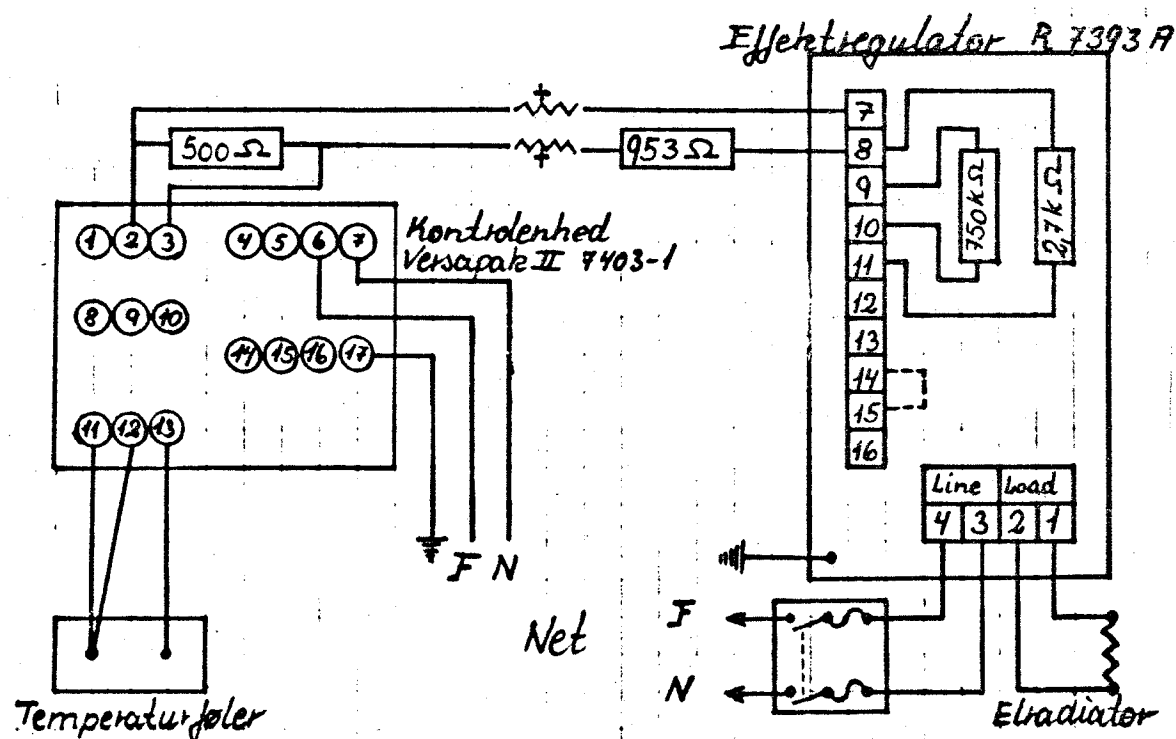 Effektregulator R 7393 A
+
7
500 Ω
+
953 Ω
8
9
10
11
12
13
14
15
16
750 kΩ
2,7 kΩ
1 2 3 4 5 6 7
Kontrolenhed
Versapak II 7403-1
8 9 10
14 15 16 17
11 12 13
Line Load
4 3 2 1
F N
Net
F
N
Temperaturføler
Elradiator